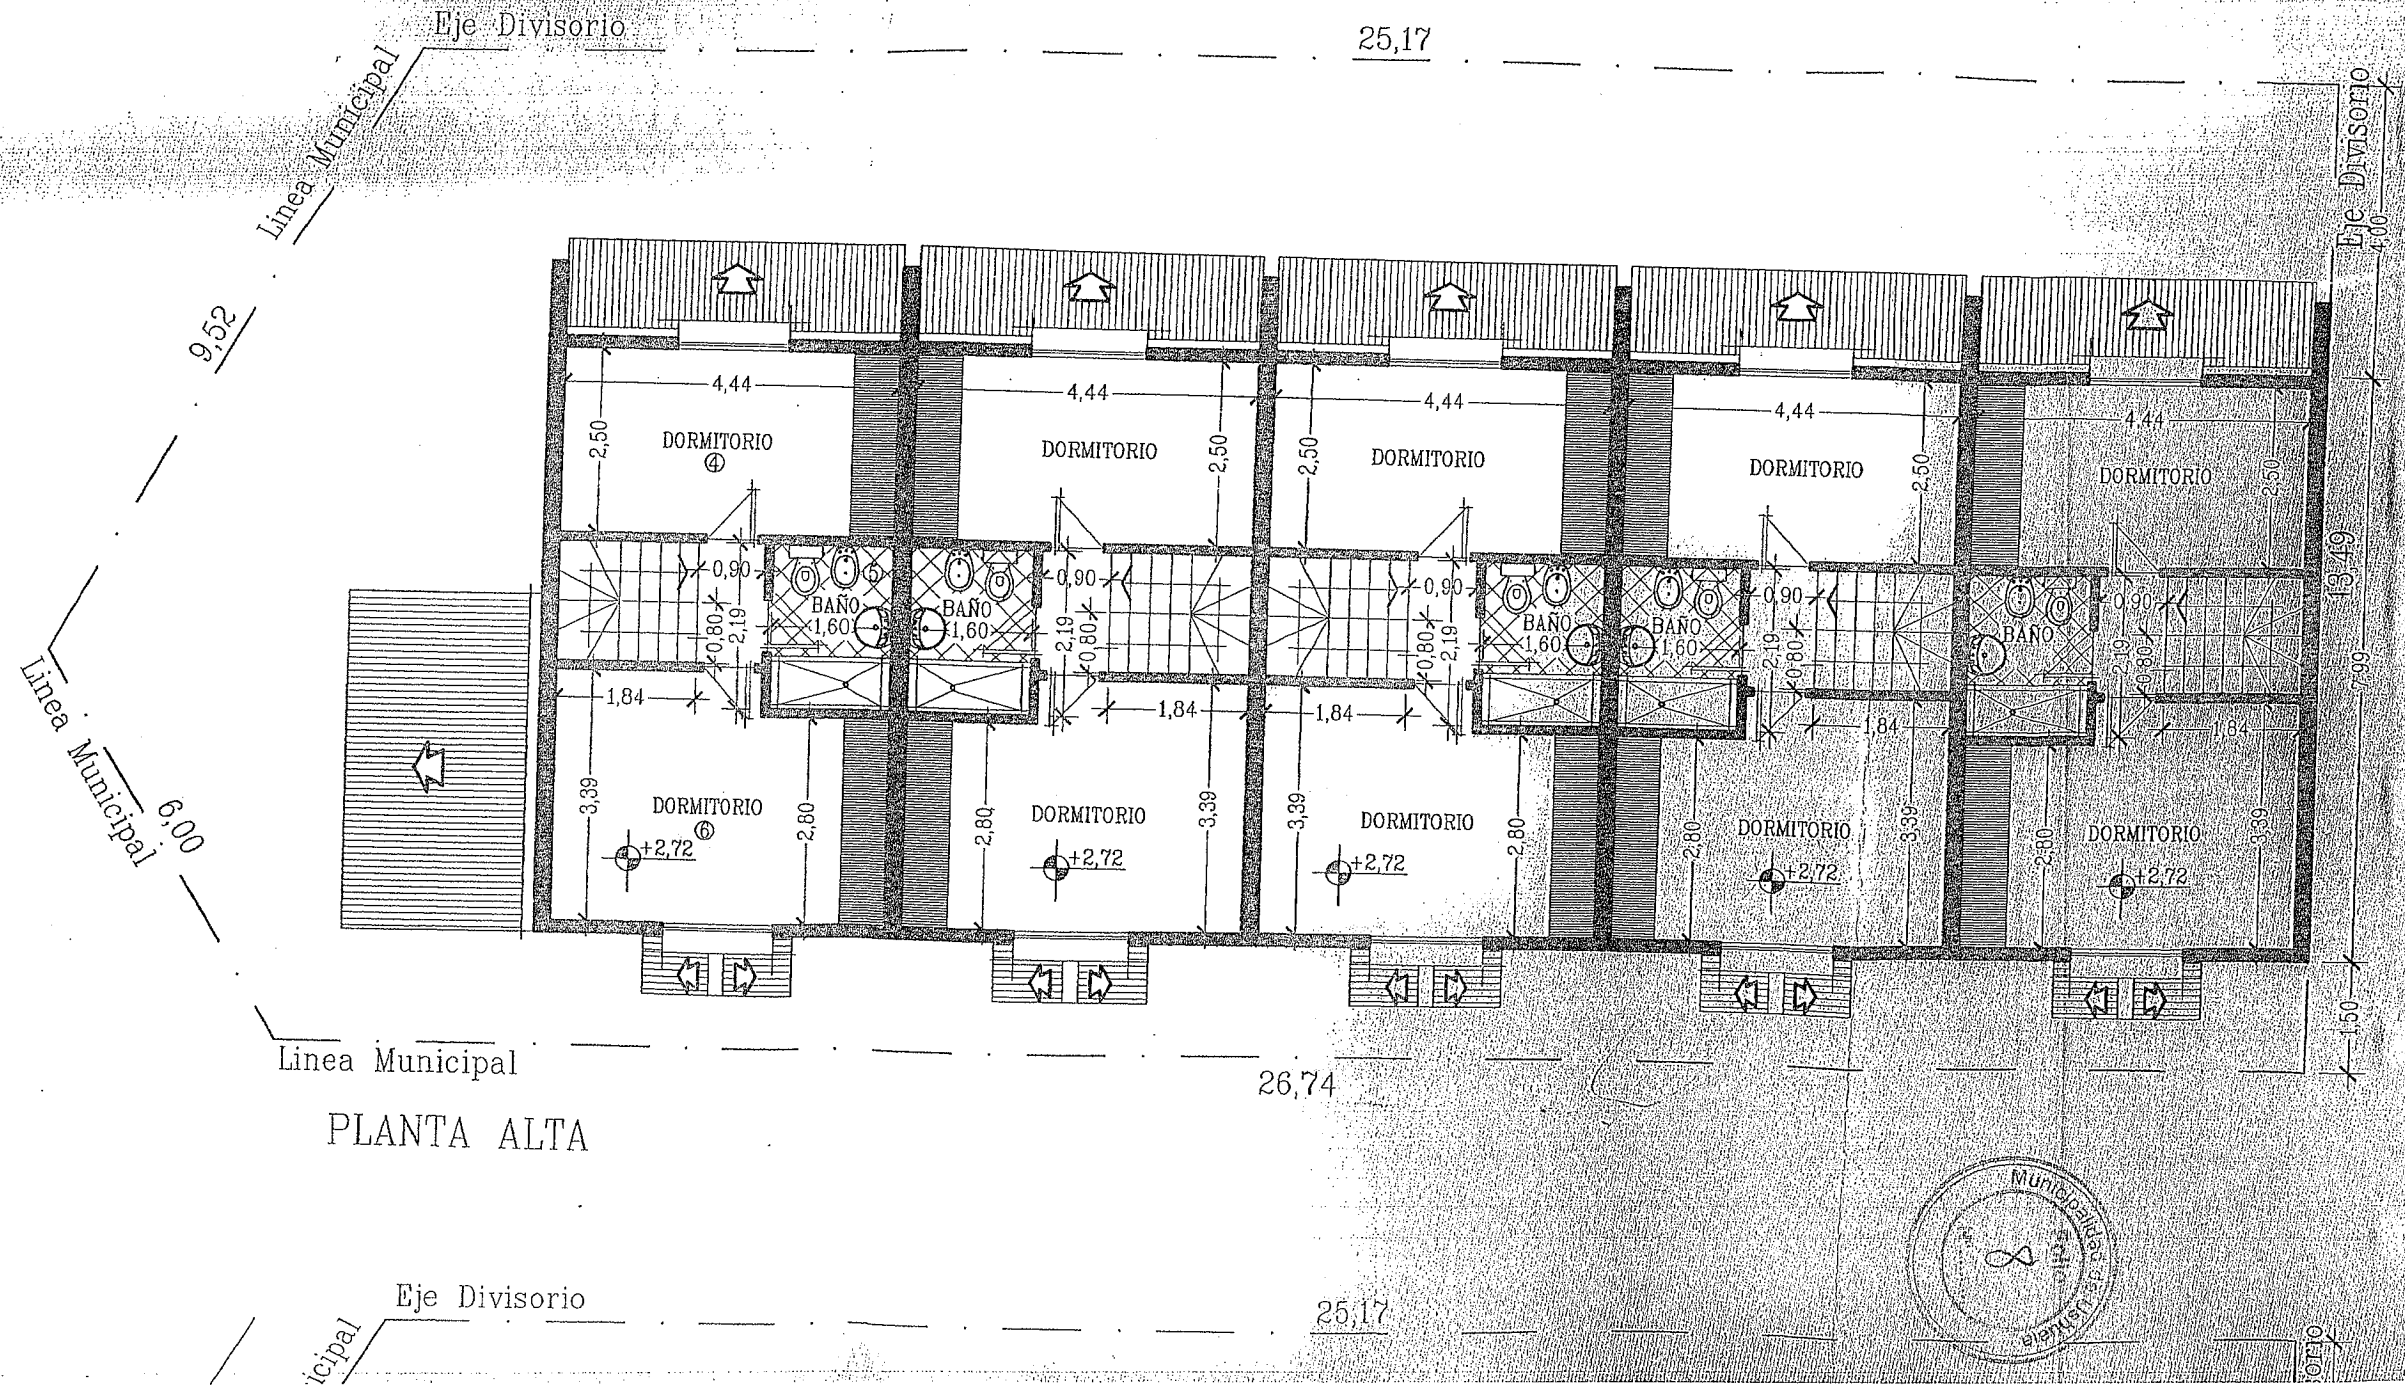 Eje Divisorio
25,17
Linea Municipal
Eje Divisorio
4,00
9,52
4,44
4,44
4,44
4,44
4,44
2,50
DORMITORIO
4
DORMITORIO
2,50
2,50
DORMITORIO
DORMITORIO
2,50
DORMITORIO
2,50
13,49
0,90
5
0,90
0,90
0,90
0,90
BAÑO
1,60
BAÑO
1,60
BAÑO
1,60
BAÑO
1,60
BAÑO
0,80
2,19
2,19
0,80
0,80
2,19
2,19
0,80
2,19
0,80
7,99
1,84
1,84
1,84
1,84
1,84
Linea Municipal
6,00
3,39
DORMITORIO
6
2,80
+2,72
2,80
DORMITORIO
3,39
+2,72
3,39
DORMITORIO
2,80
+2,72
2,80
DORMITORIO
3,39
+2,72
2,80
DORMITORIO
3,39
+2,72
1,50
Linea Municipal
26,74
PLANTA ALTA
Municipalidad de Ushuaia
Eje Divisorio
25,17
icipal
orio